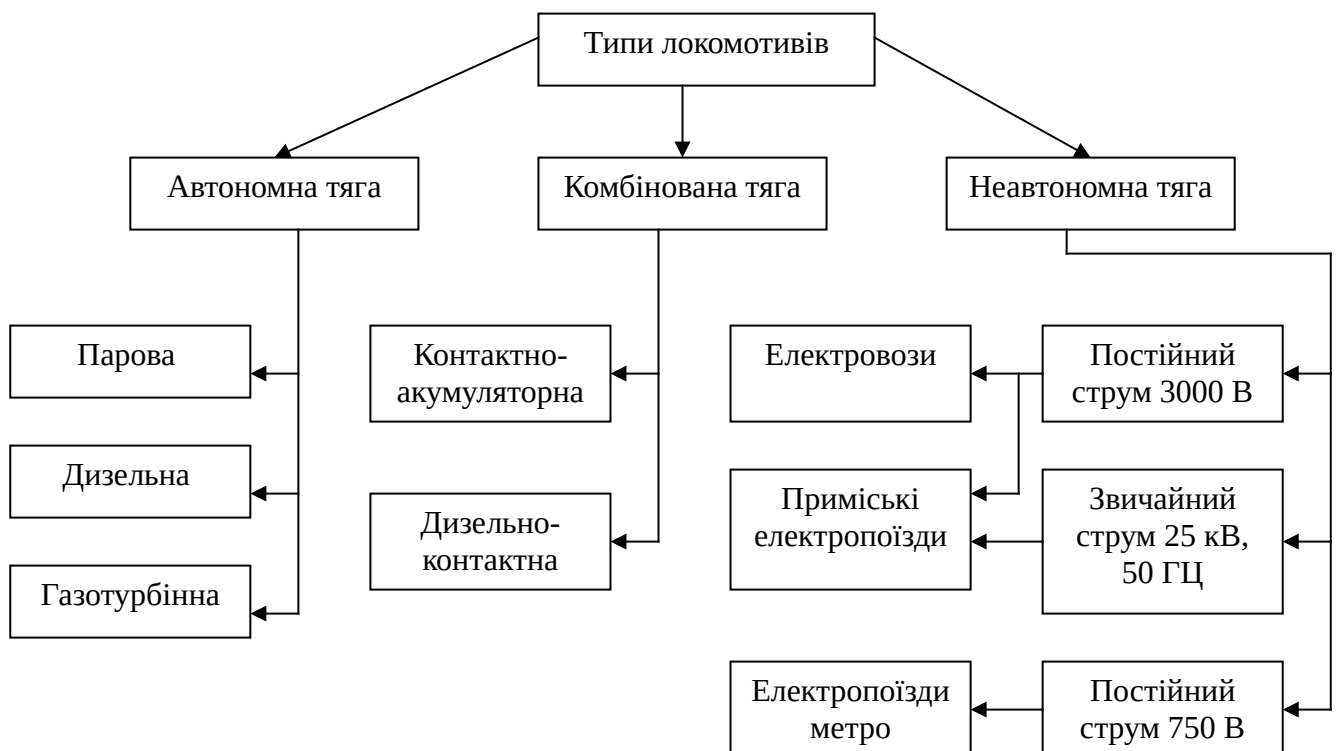 Типи локомотивів
Автономна тяга
Комбінована тяга
Неавтономна тяга
Парова
Дизельна
Газотурбінна
Контактно-
акумуляторна
Дизельно-
контактна
Електровози
Приміські
електропоїзди
Електропоїзди
метро
Постійний
струм 3000 В
Звичайний
струм 25 кВ,
50 ГЦ
Постійний
струм 750 В